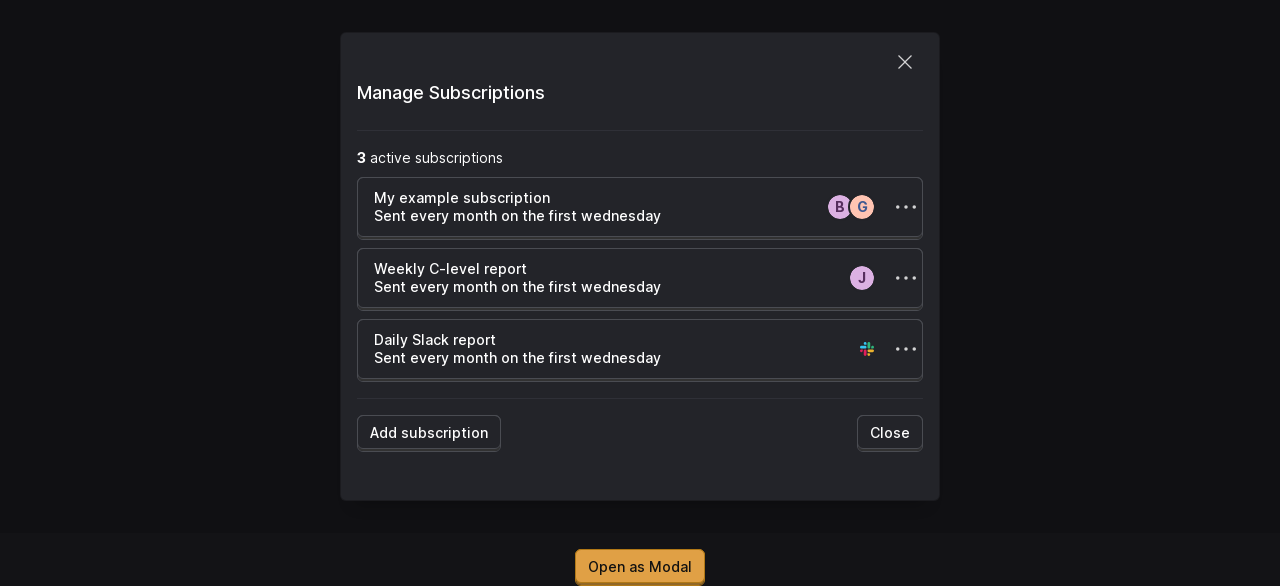 Manage Subscriptions
3 active subscriptions
My example subscription
Sent every month on the first wednesday
B G
Weekly C-level report
Sent every month on the first wednesday
J
Daily Slack report
Sent every month on the first wednesday
Add subscription
Close
Open as Modal